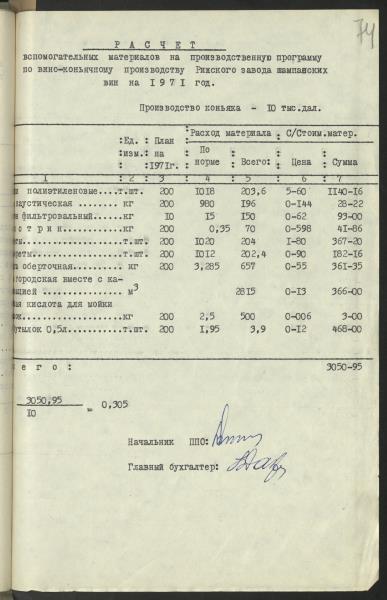 74
Р А С Ч Е Т
вспомогательных материалов на производственную программу
по вино-коньячному производству Рижского завода шампанских
вин на 1971 год.
Производство коньяка - 10 тыс.дал.
Ед. изм. : План на 1971г. : Расход материала : С/Стоим.матер.
По норме : Всего: : Цена : Сумма
1 : 2 : 3 : 4 : 5 : 6 : 7
полиэтиленовые....т.шт. 200 1018 203,6 5-60 1140-16
каустическая ........ кг 200 980 196 0-144 28-22
фильтровальный......кг 10 15 150 0-62 93-00
с т р и н .......... кг 200 0,35 70 0-598 41-86
.............т.шт. 200 1020 204 1-80 367-20
.............т.шт. 200 1012 202,4 0-90 182-16
оберточная.......... кг 200 3,285 657 0-55 361-35
городская вместе с ка-
цией ............... м3 2815 0-13 366-00
кислота для мойки
................кг 200 2,5 500 0-006 3-00
бутылок 0,5л.......т.шт. 200 1,95 3,9 0-12 468-00
е г о : 3050-95
3050,95 / 10 = 0,305
Начальник ППО:
Главный бухгалтер: